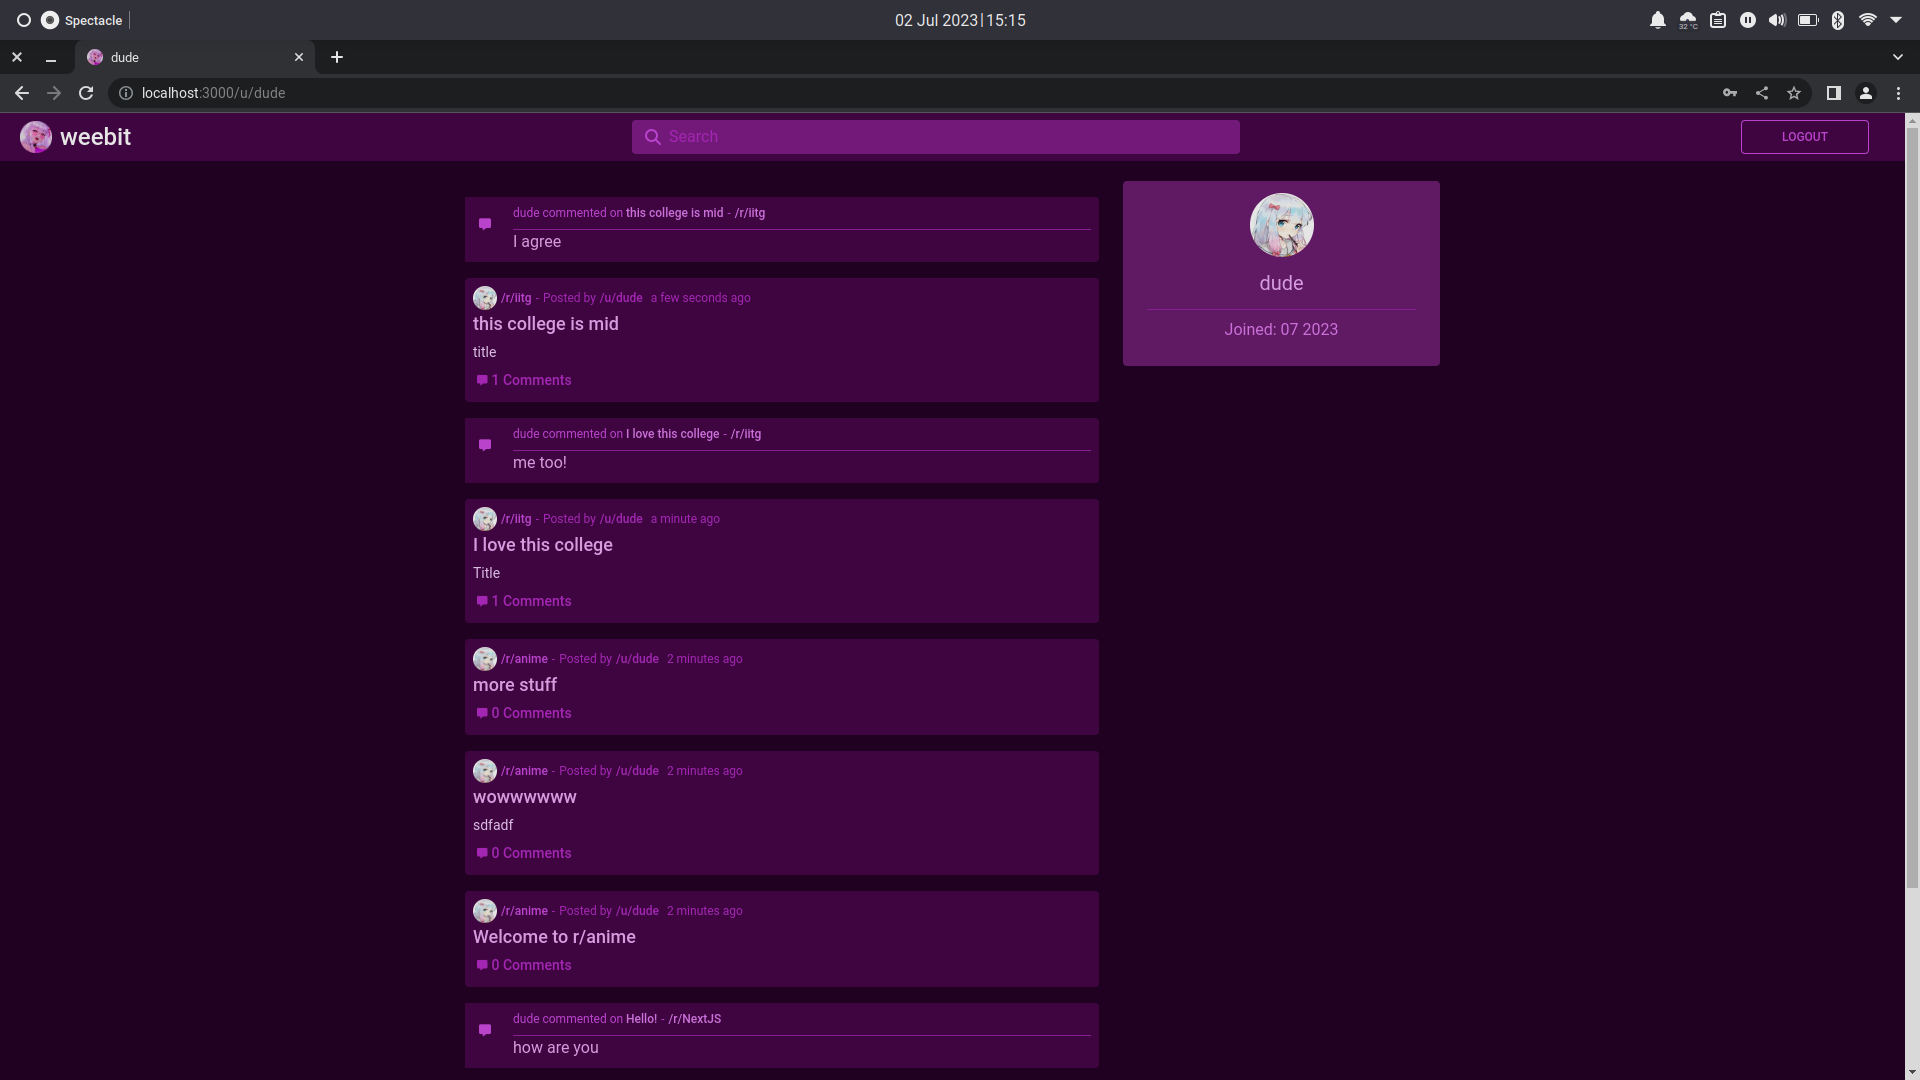 Spectacle
02 Jul 2023 | 15:15
32 °C
dude
localhost:3000/u/dude
weebit
Search
LOGOUT
dude commented on this college is mid - /r/iitg
I agree
/r/iitg - Posted by /u/dude a few seconds ago
this college is mid
title
1 Comments
dude commented on I love this college - /r/iitg
me too!
/r/iitg - Posted by /u/dude a minute ago
I love this college
Title
1 Comments
/r/anime - Posted by /u/dude 2 minutes ago
more stuff
0 Comments
/r/anime - Posted by /u/dude 2 minutes ago
wowwwwww
sdfadf
0 Comments
/r/anime - Posted by /u/dude 2 minutes ago
Welcome to r/anime
0 Comments
dude commented on Hello! - /r/NextJS
how are you
dude
Joined: 07 2023